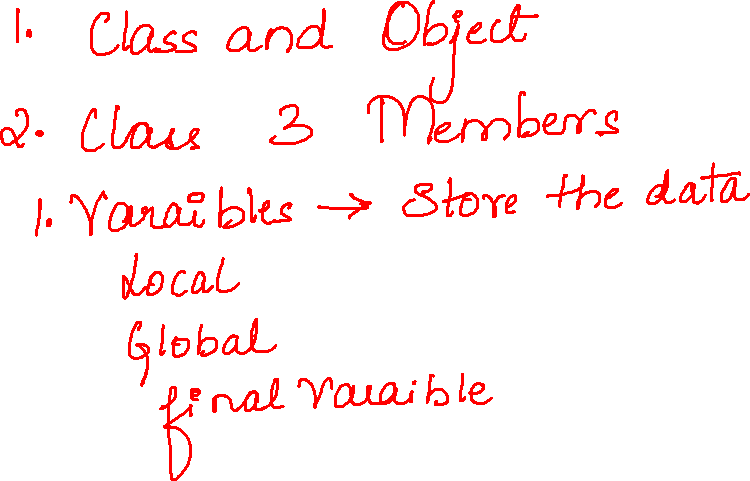 1. Class and Object
2. Class 3 Members
1. Varaibles → Store the data
Local
Global
final Varaible